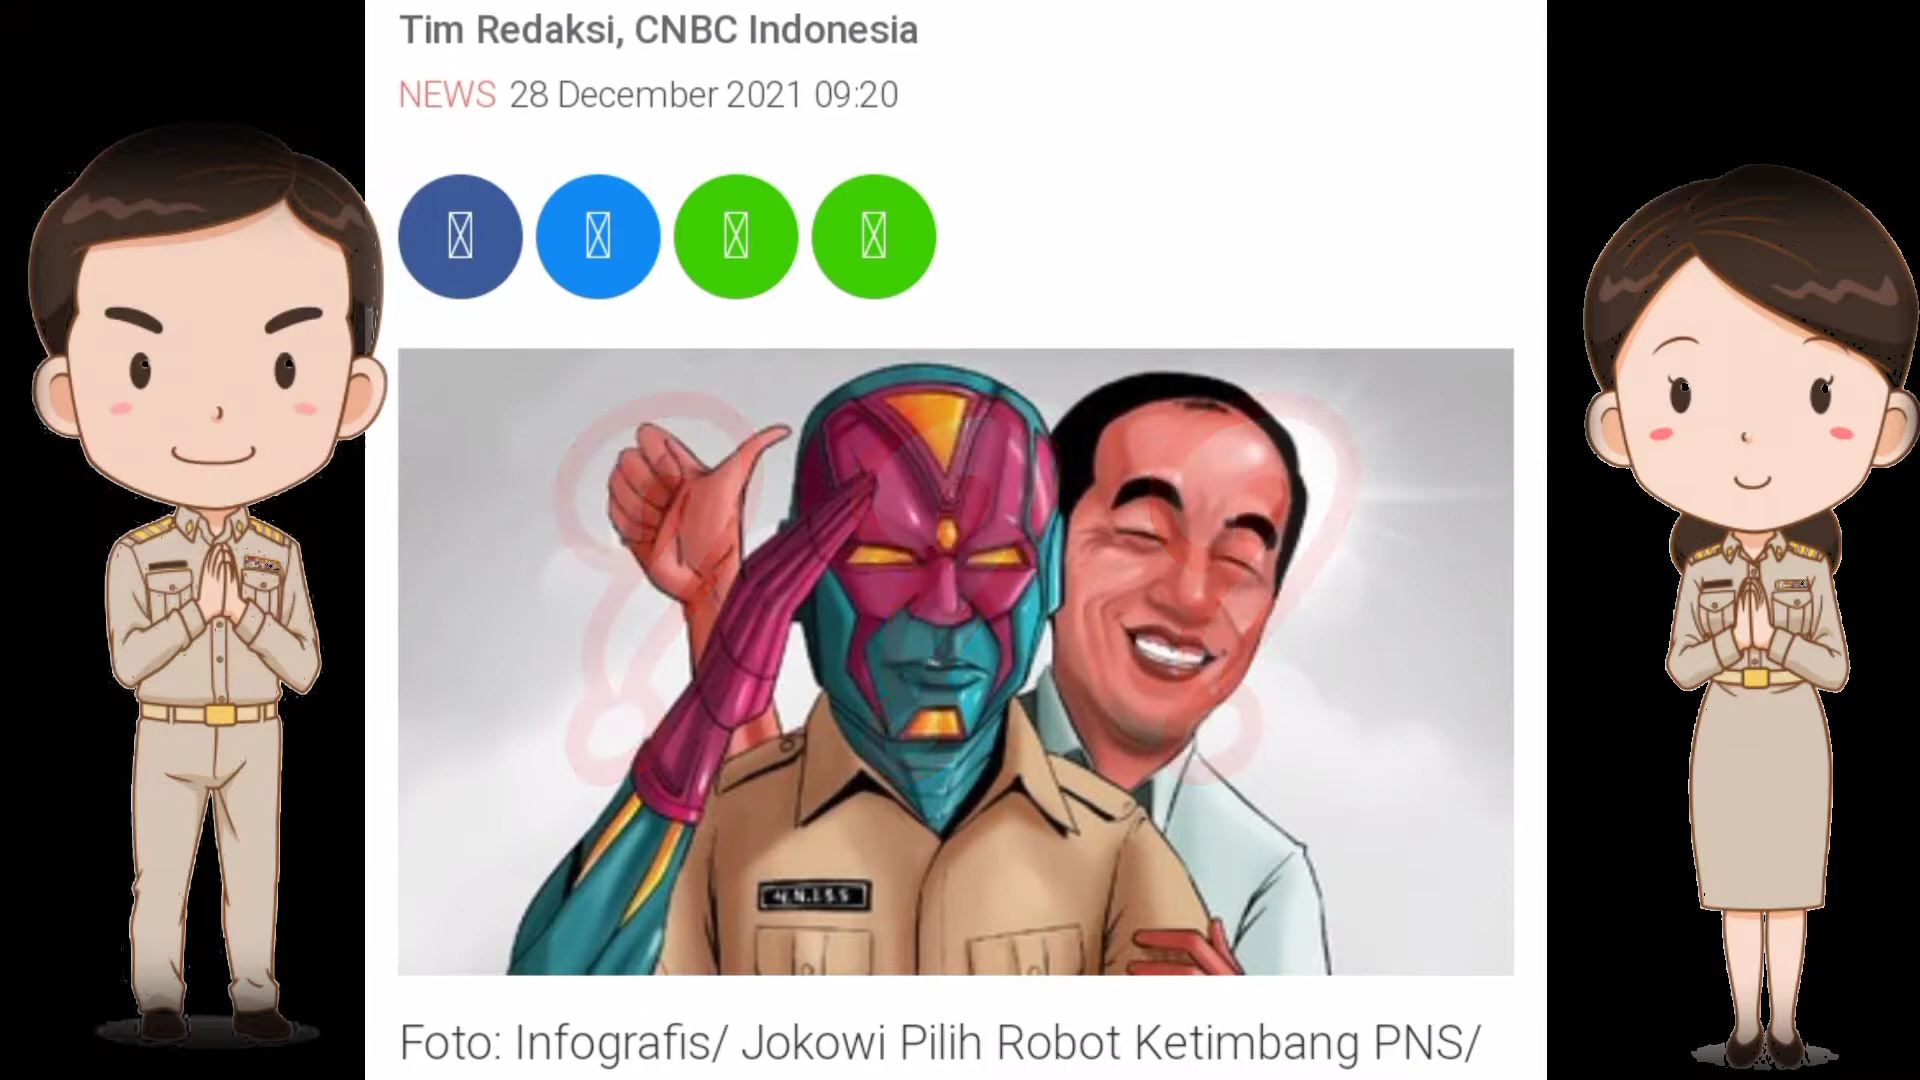 Tim Redaksi, CNBC Indonesia
NEWS 28 December 2021 09:20
Foto: Infografis/ Jokowi Pilih Robot Ketimbang PNS/